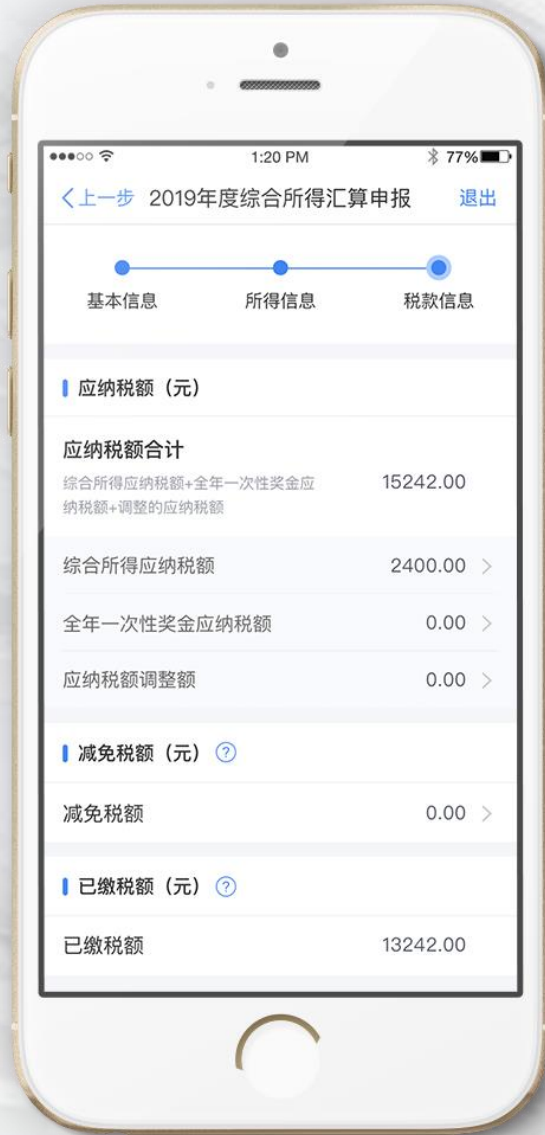 1:20 PM
77%
上一步 2019年度综合所得汇算申报 退出
基本信息 所得信息 税款信息
应纳税额（元）
应纳税额合计
综合所得应纳税额+全年一次性奖金应
纳税额+调整的应纳税额
15242.00
综合所得应纳税额 2400.00
全年一次性奖金应纳税额 0.00
应纳税额调整额 0.00
减免税额（元） ?
减免税额 0.00
已缴税额（元） ?
已缴税额 13242.00